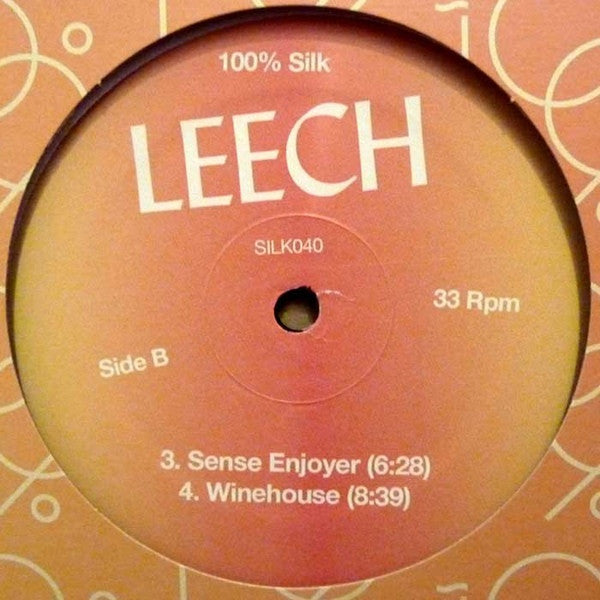 100% Silk
LEECH
SILK040
33 Rpm
Side B
3. Sense Enjoyer (6:28)
4. Winehouse (8:39)